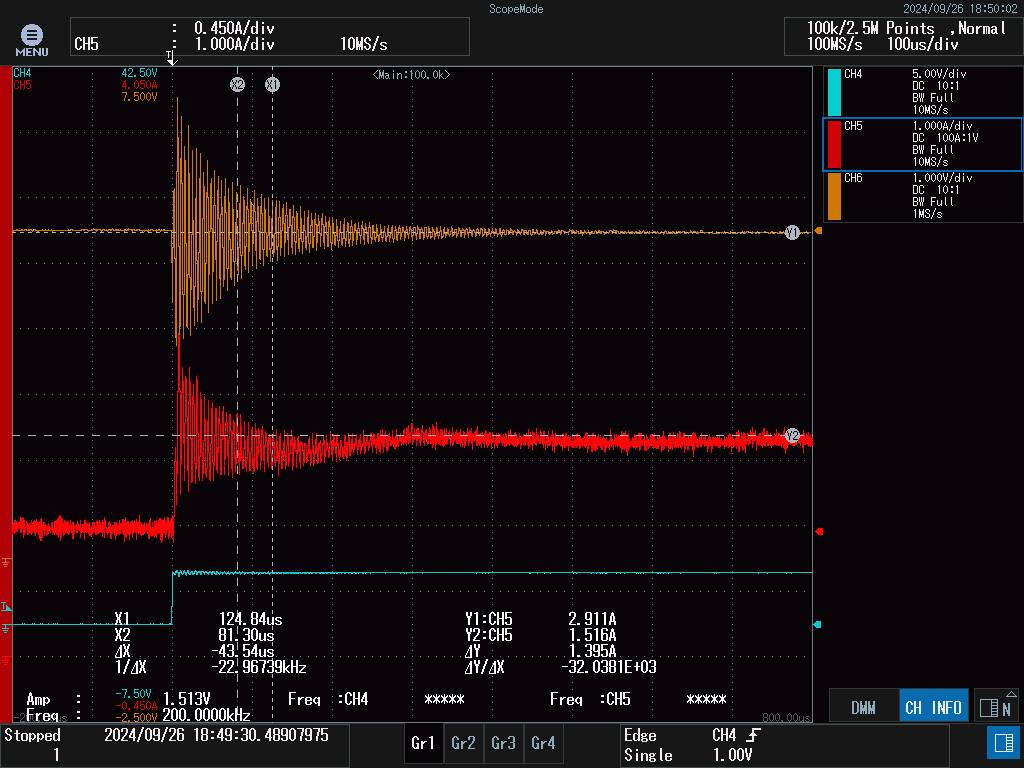 ScopeMode
2024/09/26 18:50:02
MENU
CH5
: 0.450A/div
: 1.000A/div
10MS/s
100k/2.5M Points ,Normal
100MS/s 100us/div
T
CH4 42.50V
CH5 4.050A
7.500V
<Main:100.0k>
X2
X1
CH4 5.00V/div
DC 10:1
BW Full
10MS/s
CH5 1.000A/div
DC 100A:1V
BW Full
10MS/s
CH6 1.000V/div
DC 10:1
BW Full
1MS/s
Y1
Y2
T
X1 124.84us
X2 81.30us
ΔX -43.54us
1/ΔX -22.96739kHz
Y1:CH5 2.911A
Y2:CH5 1.516A
ΔY 1.395A
ΔY/ΔX -32.0381E+03
-7.50V
-0.450A
-2.500V
Amp : 1.513V
Freq : 200.0000kHz
Freq :CH4 *****
Freq :CH5 *****
800.00us
DMM
CH INFO
N
Stopped
1
2024/09/26 18:49:30.48907975
Gr1
Gr2
Gr3
Gr4
Edge CH4
Single 1.00V